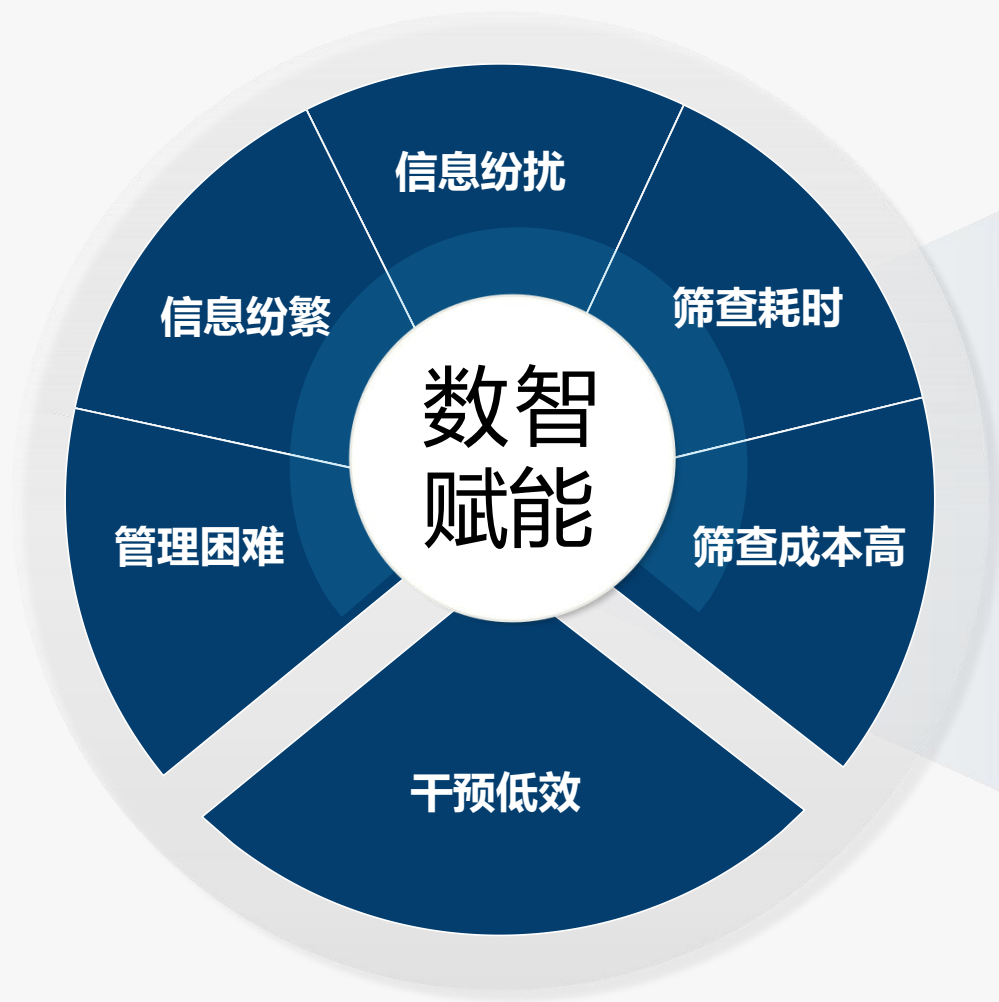 信息纷扰
信息纷繁
筛查耗时
数智
赋能
管理困难
筛查成本高
干预低效